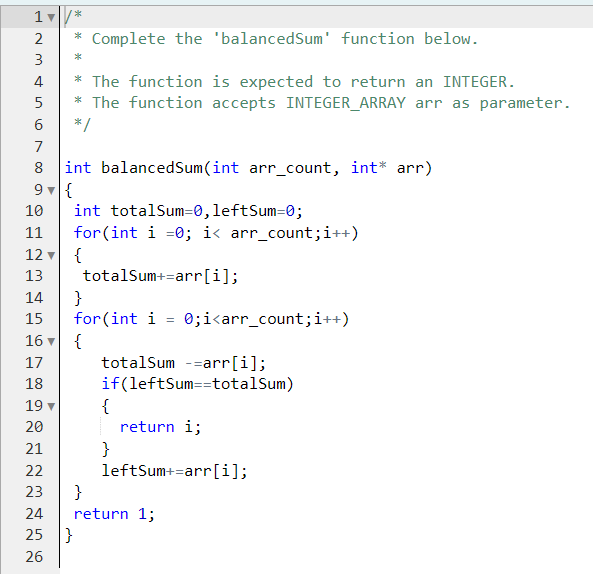 1 /*
2  * Complete the 'balancedSum' function below.
3  *
4  * The function is expected to return an INTEGER.
5  * The function accepts INTEGER_ARRAY arr as parameter.
6  */
7
8 int balancedSum(int arr_count, int* arr)
9 {
10  int totalSum=0,leftSum=0;
11  for(int i =0; i< arr_count;i++)
12  {
13   totalSum+=arr[i];
14  }
15  for(int i = 0;i<arr_count;i++)
16  {
17     totalSum -=arr[i];
18     if(leftSum==totalSum)
19     {
20       return i;
21     }
22     leftSum+=arr[i];
23  }
24  return 1;
25 }
26